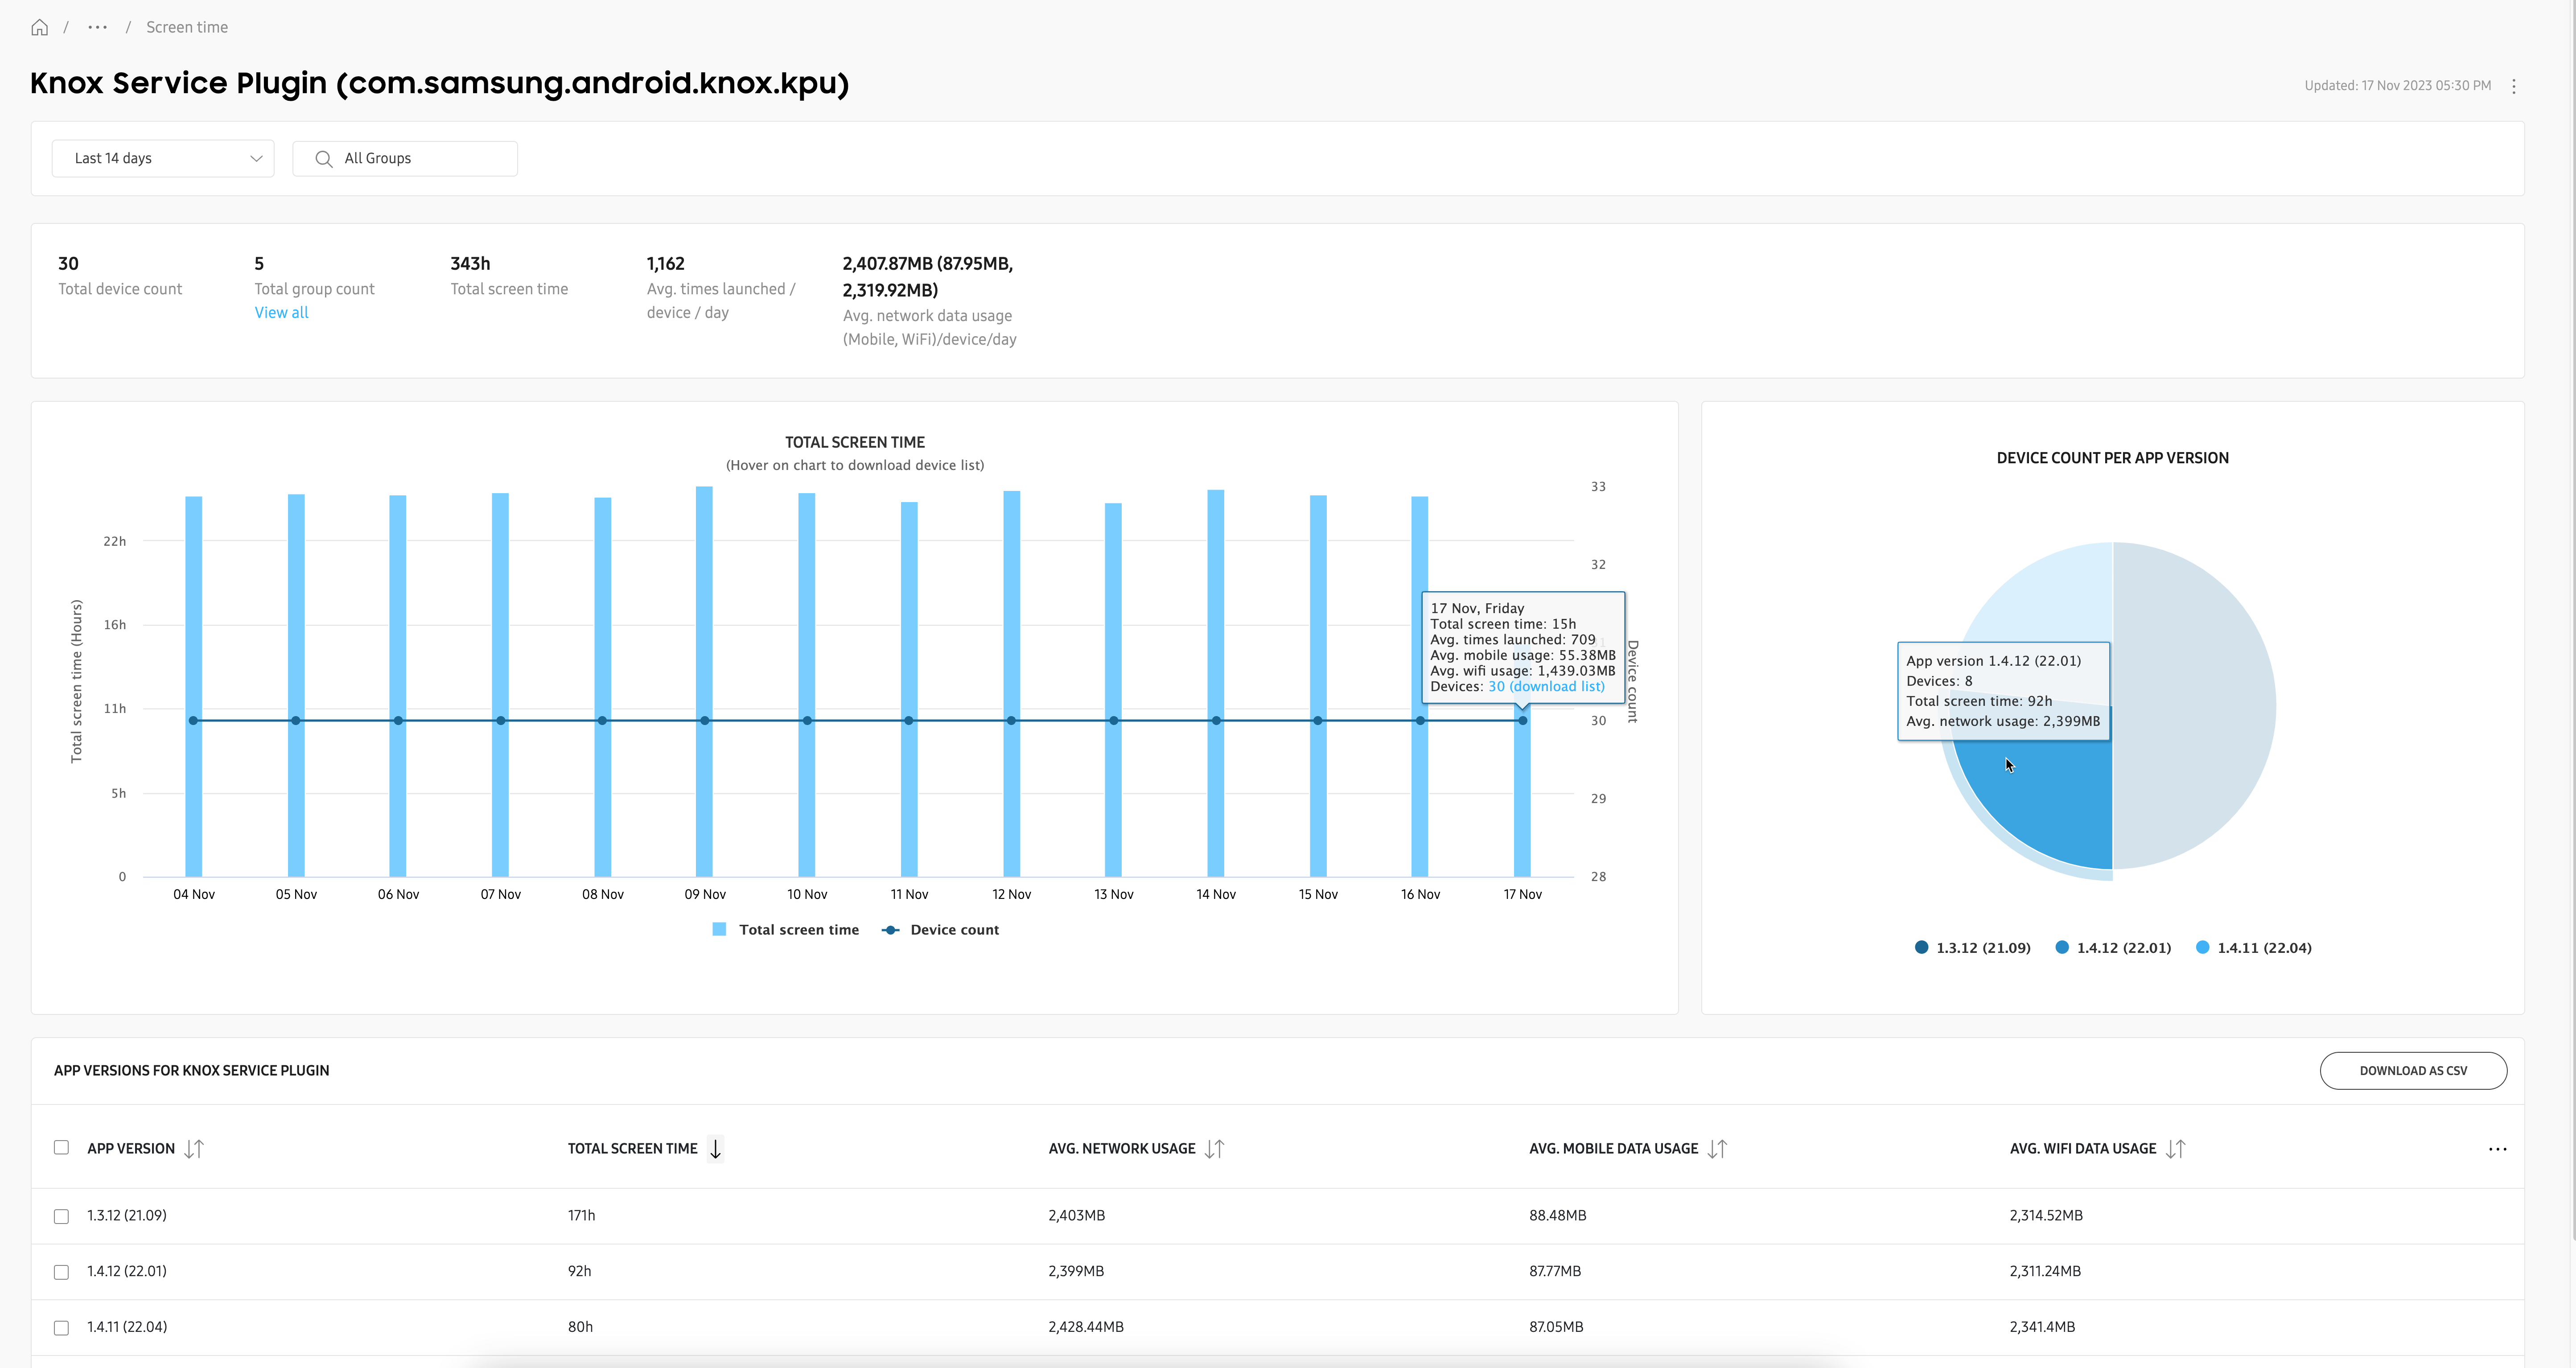 / ··· / Screen time
Knox Service Plugin (com.samsung.android.knox.kpu)
Updated: 17 Nov 2023 05:30 PM
Last 14 days
All Groups
30
Total device count
5
Total group count
View all
343h
Total screen time
1,162
Avg. times launched /
device / day
2,407.87MB (87.95MB,
2,319.92MB)
Avg. network data usage
(Mobile, WiFi)/device/day
TOTAL SCREEN TIME
(Hover on chart to download device list)
Total screen time (Hours)
22h
16h
11h
5h
0
33
32
30
29
28
Device count
17 Nov, Friday
Total screen time: 15h
Avg. times launched: 709
Avg. mobile usage: 55.38MB
Avg. wifi usage: 1,439.03MB
Devices: 30 (download list)
04 Nov 05 Nov 06 Nov 07 Nov 08 Nov 09 Nov 10 Nov 11 Nov 12 Nov 13 Nov 14 Nov 15 Nov 16 Nov 17 Nov
Total screen time Device count
DEVICE COUNT PER APP VERSION
App version 1.4.12 (22.01)
Devices: 8
Total screen time: 92h
Avg. network usage: 2,399MB
1.3.12 (21.09) 1.4.12 (22.01) 1.4.11 (22.04)
APP VERSIONS FOR KNOX SERVICE PLUGIN
DOWNLOAD AS CSV
APP VERSION TOTAL SCREEN TIME AVG. NETWORK USAGE AVG. MOBILE DATA USAGE AVG. WIFI DATA USAGE ···
1.3.12 (21.09) 171h 2,403MB 88.48MB 2,314.52MB
1.4.12 (22.01) 92h 2,399MB 87.77MB 2,311.24MB
1.4.11 (22.04) 80h 2,428.44MB 87.05MB 2,341.4MB